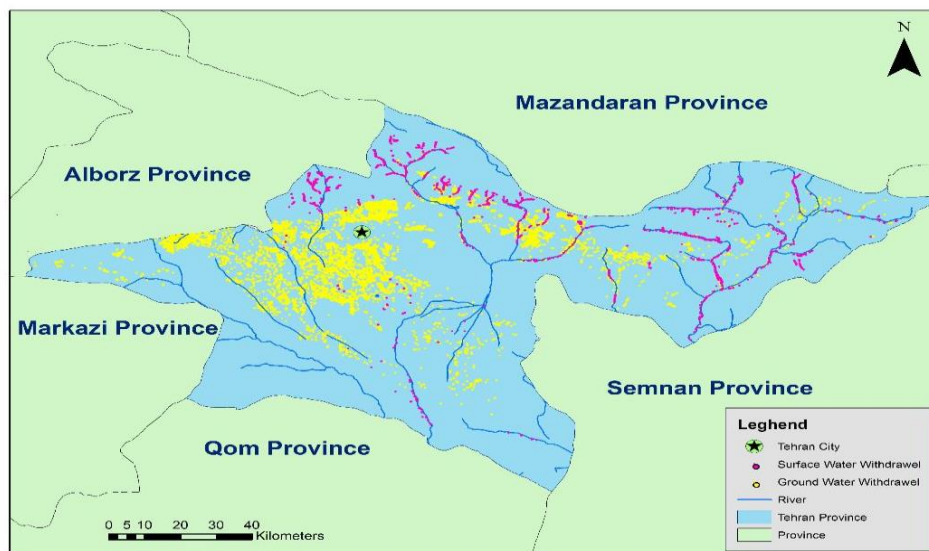 N
Mazandaran Province
Alborz Province
Markazi Province
Semnan Province
Qom Province
Leghend
Tehran City
Surface Water Withdrawel
Ground Water Withdrawel
River
Tehran Province
Province
0 5 10 20 30 40
Kilometers